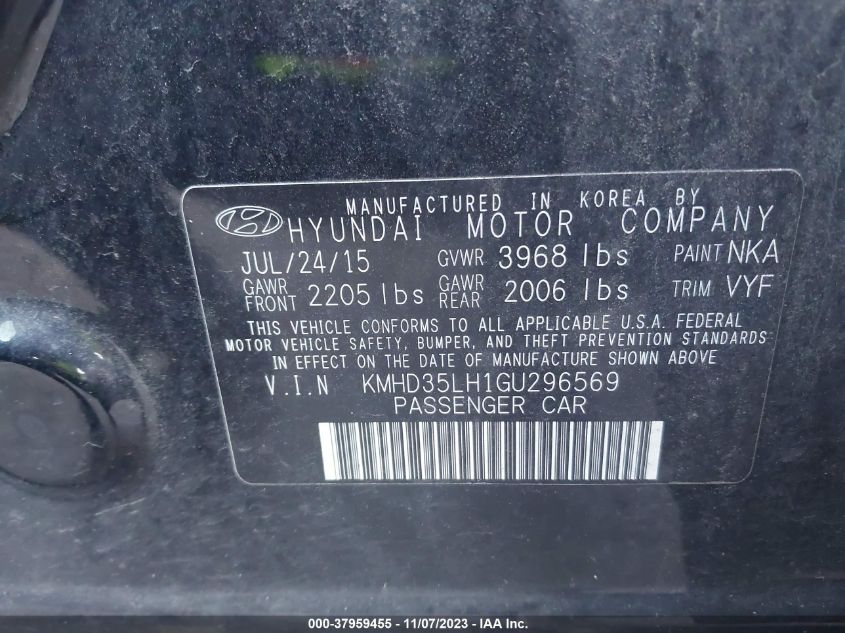 MANUFACTURED IN KOREA BY
HYUNDAI MOTOR COMPANY
JUL/24/15 GVWR 3968 lbs PAINT NKA
GAWR FRONT 2205 lbs GAWR REAR 2006 lbs TRIM VYF
THIS VEHICLE CONFORMS TO ALL APPLICABLE U.S.A. FEDERAL
MOTOR VEHICLE SAFETY, BUMPER, AND THEFT PREVENTION STANDARDS
IN EFFECT ON THE DATE OF MANUFACTURE SHOWN ABOVE
V.I.N KMHD35LH1GU296569
PASSENGER CAR
000-37959455 - 11/07/2023 - Copyright IAA, Inc.